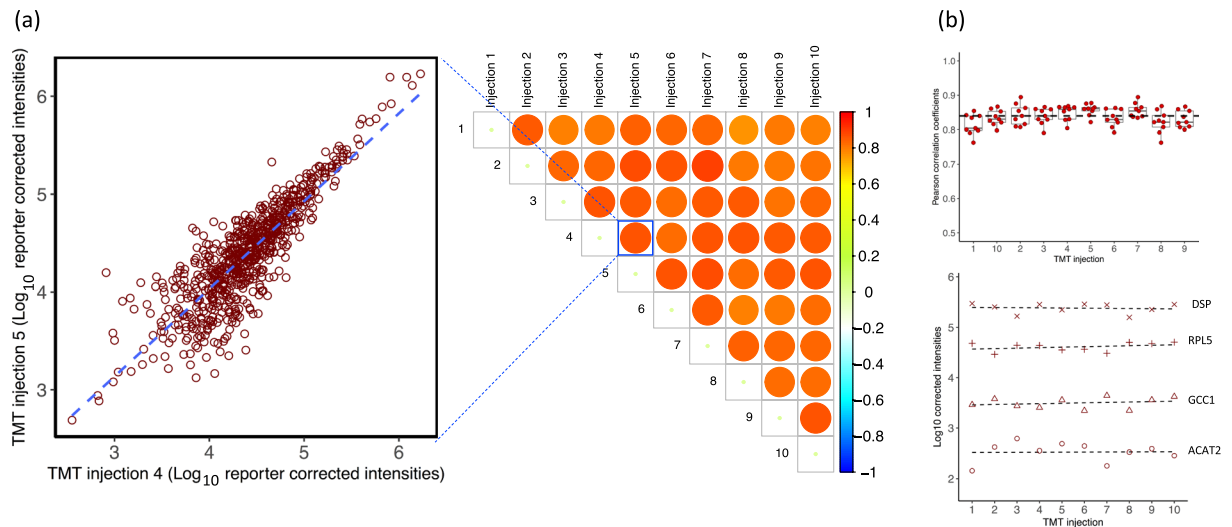 (a)
TMT injection 5 (Log10 reporter corrected intensities)
6
5
4
3
3
4
5
6
TMT injection 4 (Log10 reporter corrected intensities)
Injection 1
Injection 2
Injection 3
Injection 4
Injection 5
Injection 6
Injection 7
Injection 8
Injection 9
Injection 10
1
2
3
4
5
6
7
8
9
10
1
0.8
0.6
0.4
0.2
0
−0.2
−0.4
−0.6
−0.8
−1
(b)
Pearson correlation coefficients
1.0
0.9
0.8
0.7
0.6
0.5
1 10 2 3 4 5 6 7 8 9
TMT injection
Log10 corrected intensities
6
5
4
3
2
DSP
RPL5
GCC1
ACAT2
1 2 3 4 5 6 7 8 9 10
TMT injection